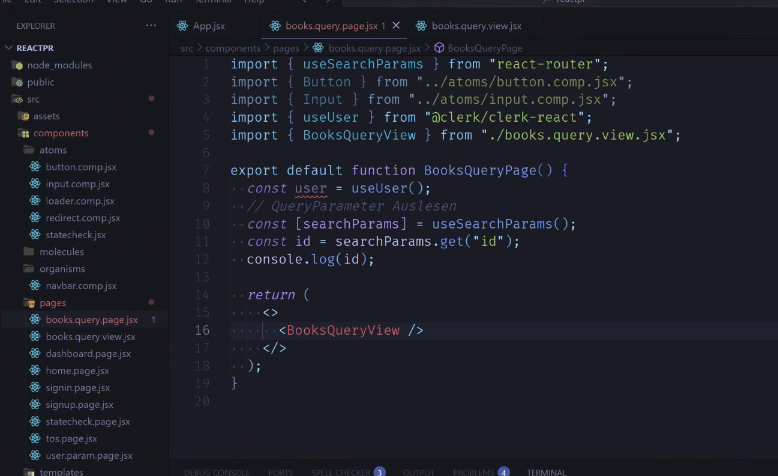 Edit Selection View Go Run Terminal Help
EXPLORER ···
App.jsx
books.query.page.jsx 1
books.query.view.jsx
src > components > pages > books.query.page.jsx > BooksQueryPage
REACTPR
node_modules
public
src
assets
components
atoms
button.comp.jsx
input.comp.jsx
loader.comp.jsx
redirect.comp.jsx
statecheck.jsx
molecules
organisms
navbar.comp.jsx
pages
books.query.page.jsx 1
books.query.view.jsx
dashboard.page.jsx
home.page.jsx
signin.page.jsx
signup.page.jsx
statecheck.page.jsx
tos.page.jsx
user.param.page.jsx
templates
1 import { useSearchParams } from "react-router";
2 import { Button } from "../atoms/button.comp.jsx";
3 import { Input } from "../atoms/input.comp.jsx";
4 import { useUser } from "@clerk/clerk-react";
5 import { BooksQueryView } from "./books.query.view.jsx";
6
7 export default function BooksQueryPage() {
8 const user = useUser();
9 // QueryParameter Auslesen
10 const [searchParams] = useSearchParams();
11 const id = searchParams.get("id");
12 console.log(id);
13
14 return (
15 <>
16 <BooksQueryView />
17 </>
18 );
19 }
20
DEBUG CONSOLE PORTS SPELL CHECKER 3 OUTPUT PROBLEMS 4 TERMINAL